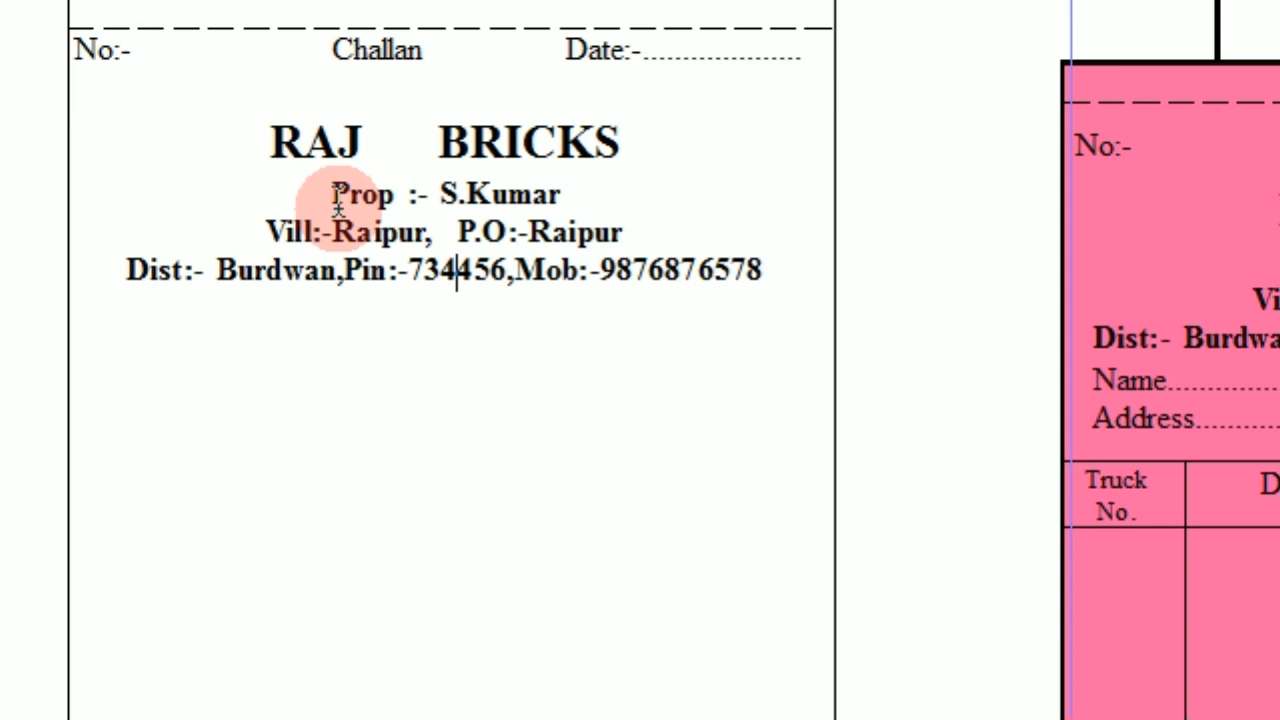 No:- Challan Date:-....................
RAJ BRICKS
Prop :- S.Kumar
Vill:-Raipur, P.O:-Raipur
Dist:- Burdwan,Pin:-734456,Mob:-9876876578
No:-
Dist:- Burdwa
Name................
Address............
Truck
No.